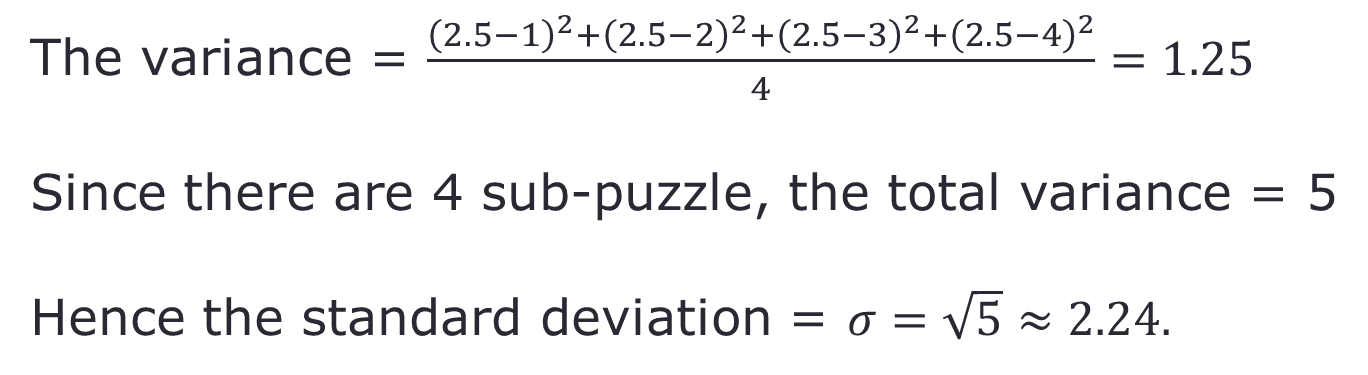 The variance = \frac{(2.5−1)^2+(2.5−2)^2+(2.5−3)^2+(2.5−4)^2}{4} = 1.25
Since there are 4 sub-puzzle, the total variance = 5
Hence the standard deviation = σ = √5 ≈ 2.24.